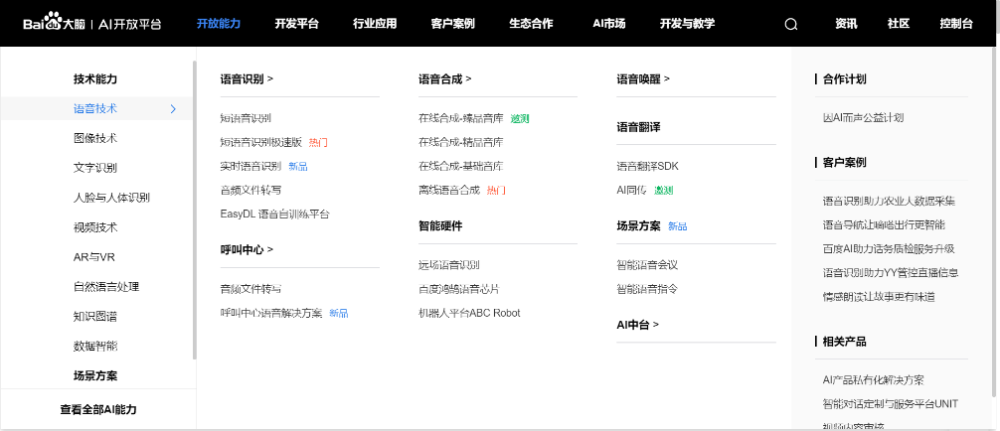 Baidu大脑 | AI开放平台
开放能力 开发平台 行业应用 客户案例 生态合作 AI市场 开发与教学 资讯 社区 控制台
技术能力
语音技术
图像技术
文字识别
人脸与人体识别
视频技术
AR与VR
自然语言处理
知识图谱
数据智能
场景方案
查看全部AI能力
语音识别 >
短语音识别
短语音识别极速版 热门
实时语音识别 新品
音频文件转写
EasyDL 语音自训练平台
呼叫中心 >
音频文件转写
呼叫中心语音解决方案 新品
语音合成 >
在线合成-臻品音库 邀测
在线合成-精品音库
在线合成-基础音库
离线语音合成 热门
智能硬件
远场语音识别
百度鸿鹄语音芯片
机器人平台ABC Robot
语音唤醒 >
语音翻译
语音翻译SDK
AI同传 邀测
场景方案 新品
智能语音会议
智能语音指令
AI中台 >
合作计划
因AI而声公益计划
客户案例
语音识别助力农业人数据采集
语音导航让嘀嗒出行更智能
百度AI助力话务质检服务升级
语音识别助力YY管控直播信息
情感朗读让故事更有味道
相关产品
AI产品私有化解决方案
智能对话定制与服务平台UNIT
视频内容审核